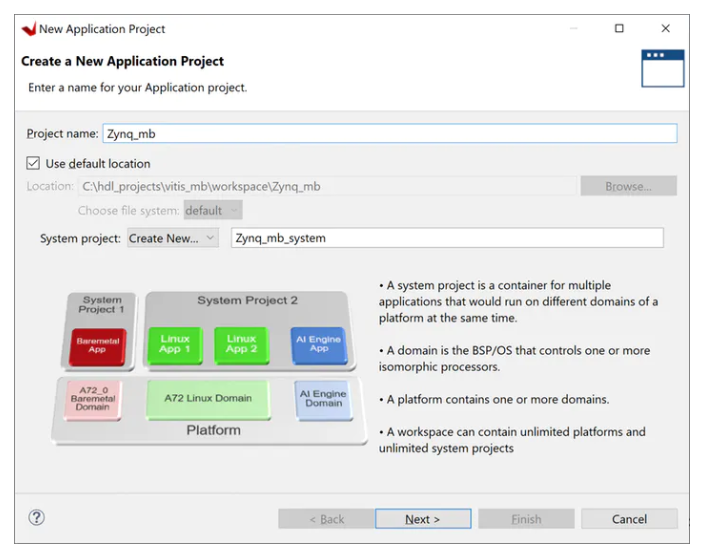 New Application Project
Create a New Application Project
Enter a name for your Application project.
Project name: Zynq_mb
Use default location
Location: C:\hdl_projects\vitis_mb\workspace\Zynq_mb Browse...
Choose file system: default
System project: Create New... Zynq_mb_system
System
Project 1
System Project 2
Baremetal
App
Linux
App 1
Linux
App 2
AI Engine
App
A72_0
Baremetal
Domain
A72 Linux Domain
AI Engine
Domain
Platform
• A system project is a container for multiple
applications that would run on different domains of a
platform at the same time.
• A domain is the BSP/OS that controls one or more
isomorphic processors.
• A platform contains one or more domains.
• A workspace can contain unlimited platforms and
unlimited system projects
? < Back Next > Finish Cancel